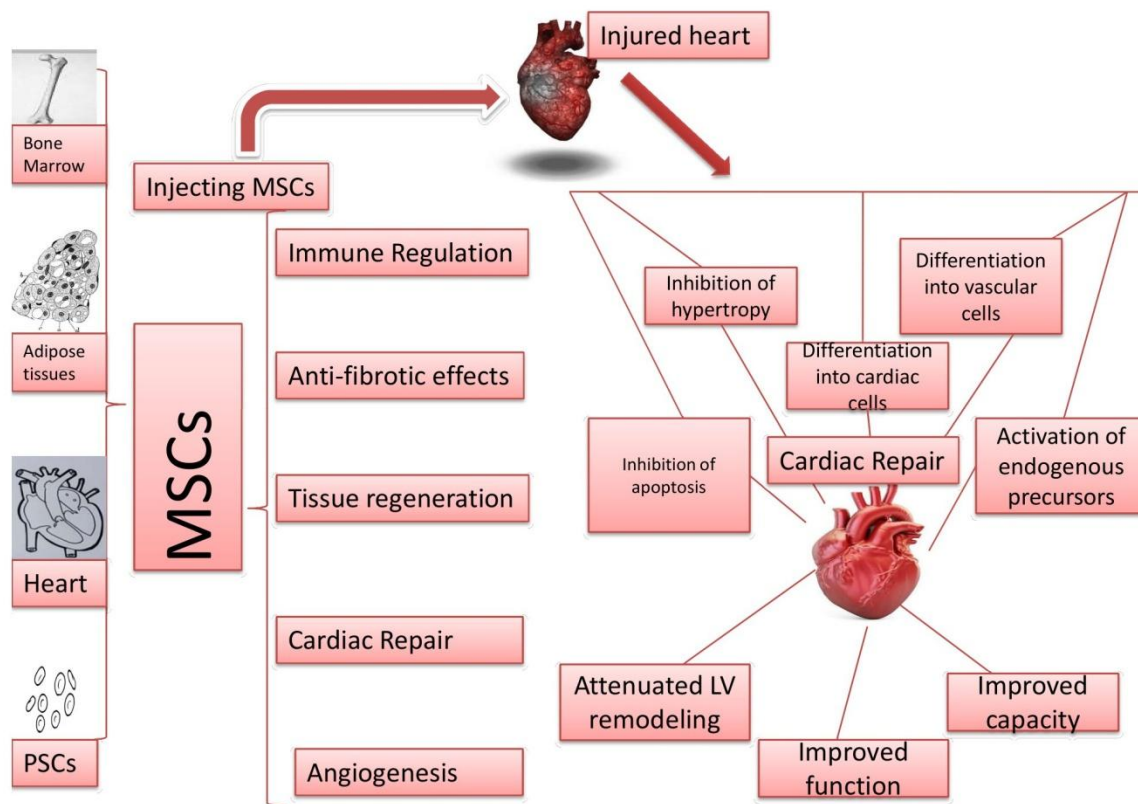 Bone
Marrow
Adipose
tissues
Heart
PSCs
MSCs
Injecting MSCs
Immune Regulation
Anti-fibrotic effects
Tissue regeneration
Cardiac Repair
Angiogenesis
Injured heart
Inhibition of
hypertropy
Differentiation
into vascular
cells
Differentiation
into cardiac
cells
Inhibition of
apoptosis
Cardiac Repair
Activation of
endogenous
precursors
Attenuated LV
remodeling
Improved
function
Improved
capacity